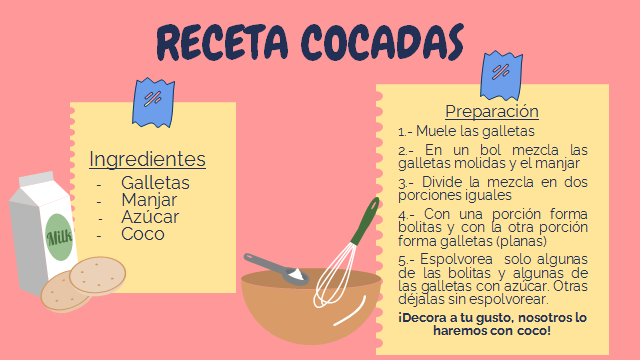 RECETA COCADAS
Ingredientes
- Galletas
- Manjar
- Azúcar
- Coco
Milk
Preparación
1.- Muele las galletas
2.- En un bol mezcla las
galletas molidas y el manjar
3.- Divide la mezcla en dos
porciones iguales
4.- Con una porción forma
bolitas y con la otra porción
forma galletas (planas)
5.- Espolvorea solo algunas
de las bolitas y algunas de
las galletas con azúcar. Otras
déjalas sin espolvorear.
¡Decora a tu gusto, nosotros lo
haremos con coco!